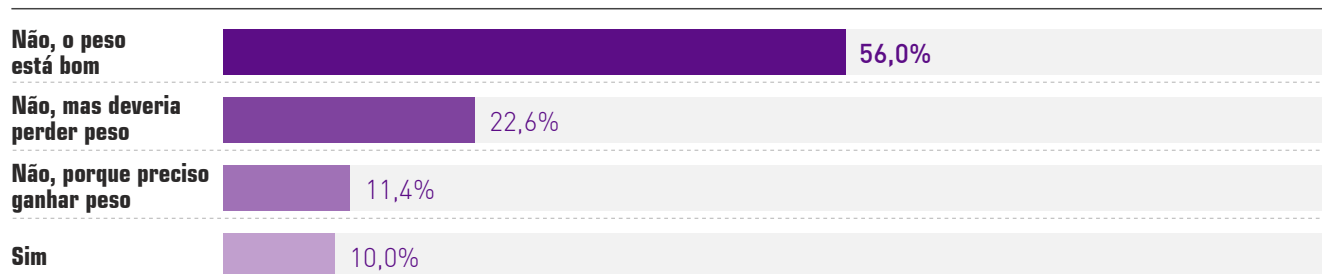 Não, o peso
está bom
56,0%
Não, mas deveria
perder peso
22,6%
Não, porque preciso
ganhar peso
11,4%
Sim
10,0%